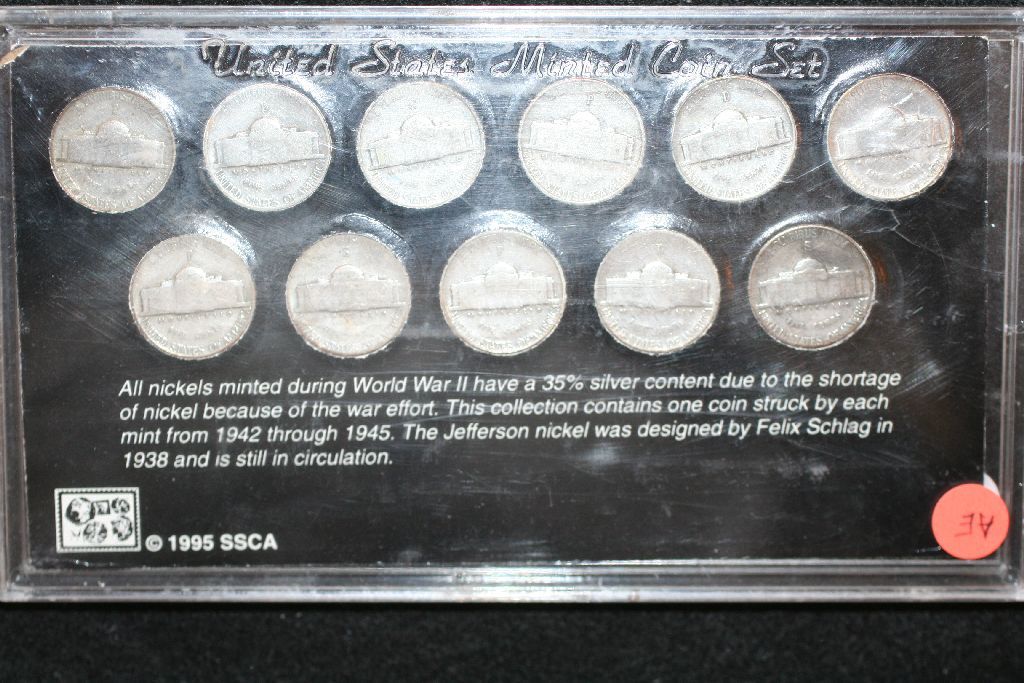 United States Minted Coin Set
All nickels minted during World War II have a 35% silver content due to the shortage
of nickel because of the war effort. This collection contains one coin struck by each
mint from 1942 through 1945. The Jefferson nickel was designed by Felix Schlag in
1938 and is still in circulation.
© 1995 SSCA
AE